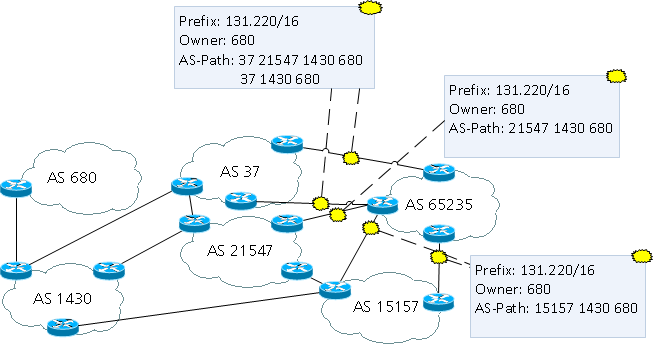 Prefix: 131.220/16
Owner: 680
AS-Path: 37 21547 1430 680
37 1430 680
Prefix: 131.220/16
Owner: 680
AS-Path: 21547 1430 680
AS 680
AS 37
AS 65235
AS 21547
AS 1430
AS 15157
Prefix: 131.220/16
Owner: 680
AS-Path: 15157 1430 680